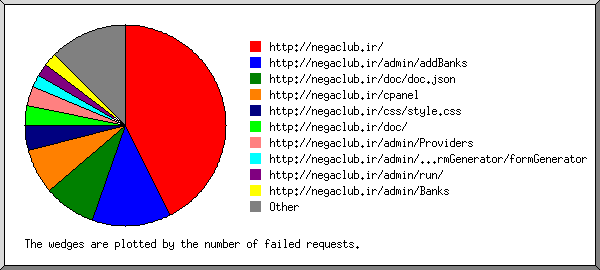 http://negaclub.ir/
http://negaclub.ir/admin/addBanks
http://negaclub.ir/doc/doc.json
http://negaclub.ir/cpanel
http://negaclub.ir/css/style.css
http://negaclub.ir/doc/
http://negaclub.ir/admin/Providers
http://negaclub.ir/admin/...rmGenerator/formGenerator
http://negaclub.ir/admin/run/
http://negaclub.ir/admin/Banks
Other
The wedges are plotted by the number of failed requests.